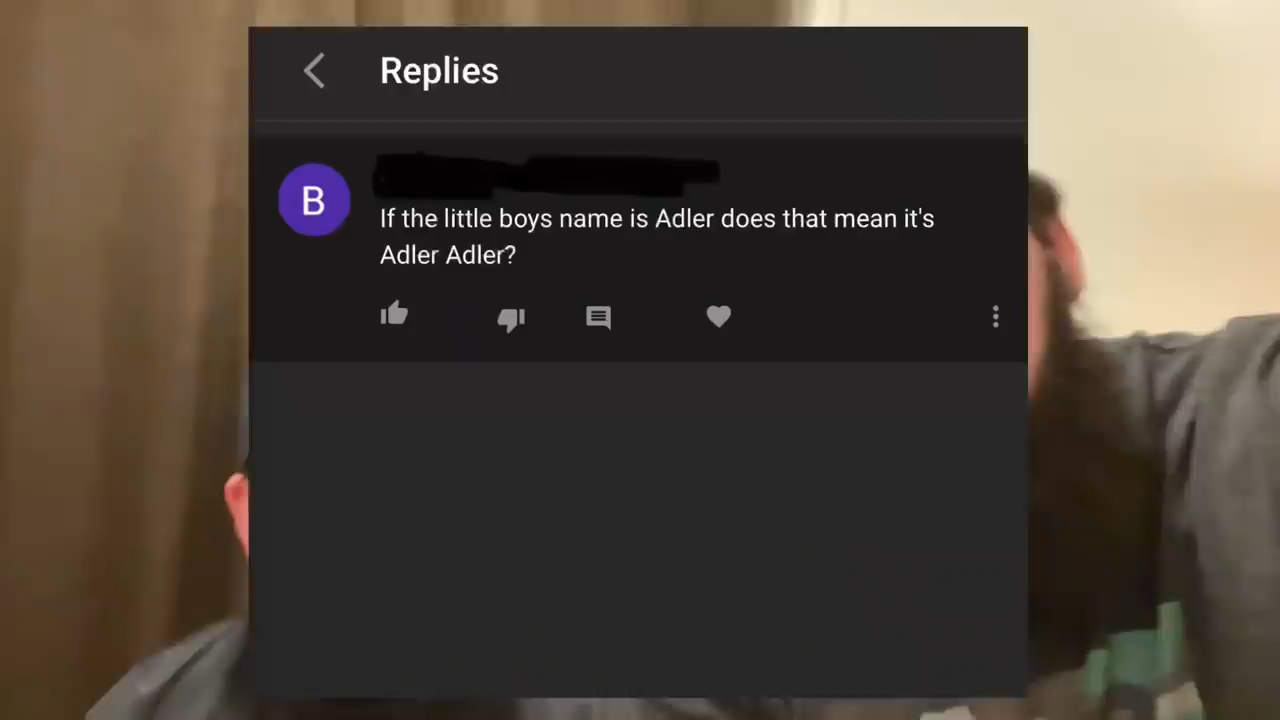 Replies
B
If the little boys name is Adler does that mean it's
Adler Adler?